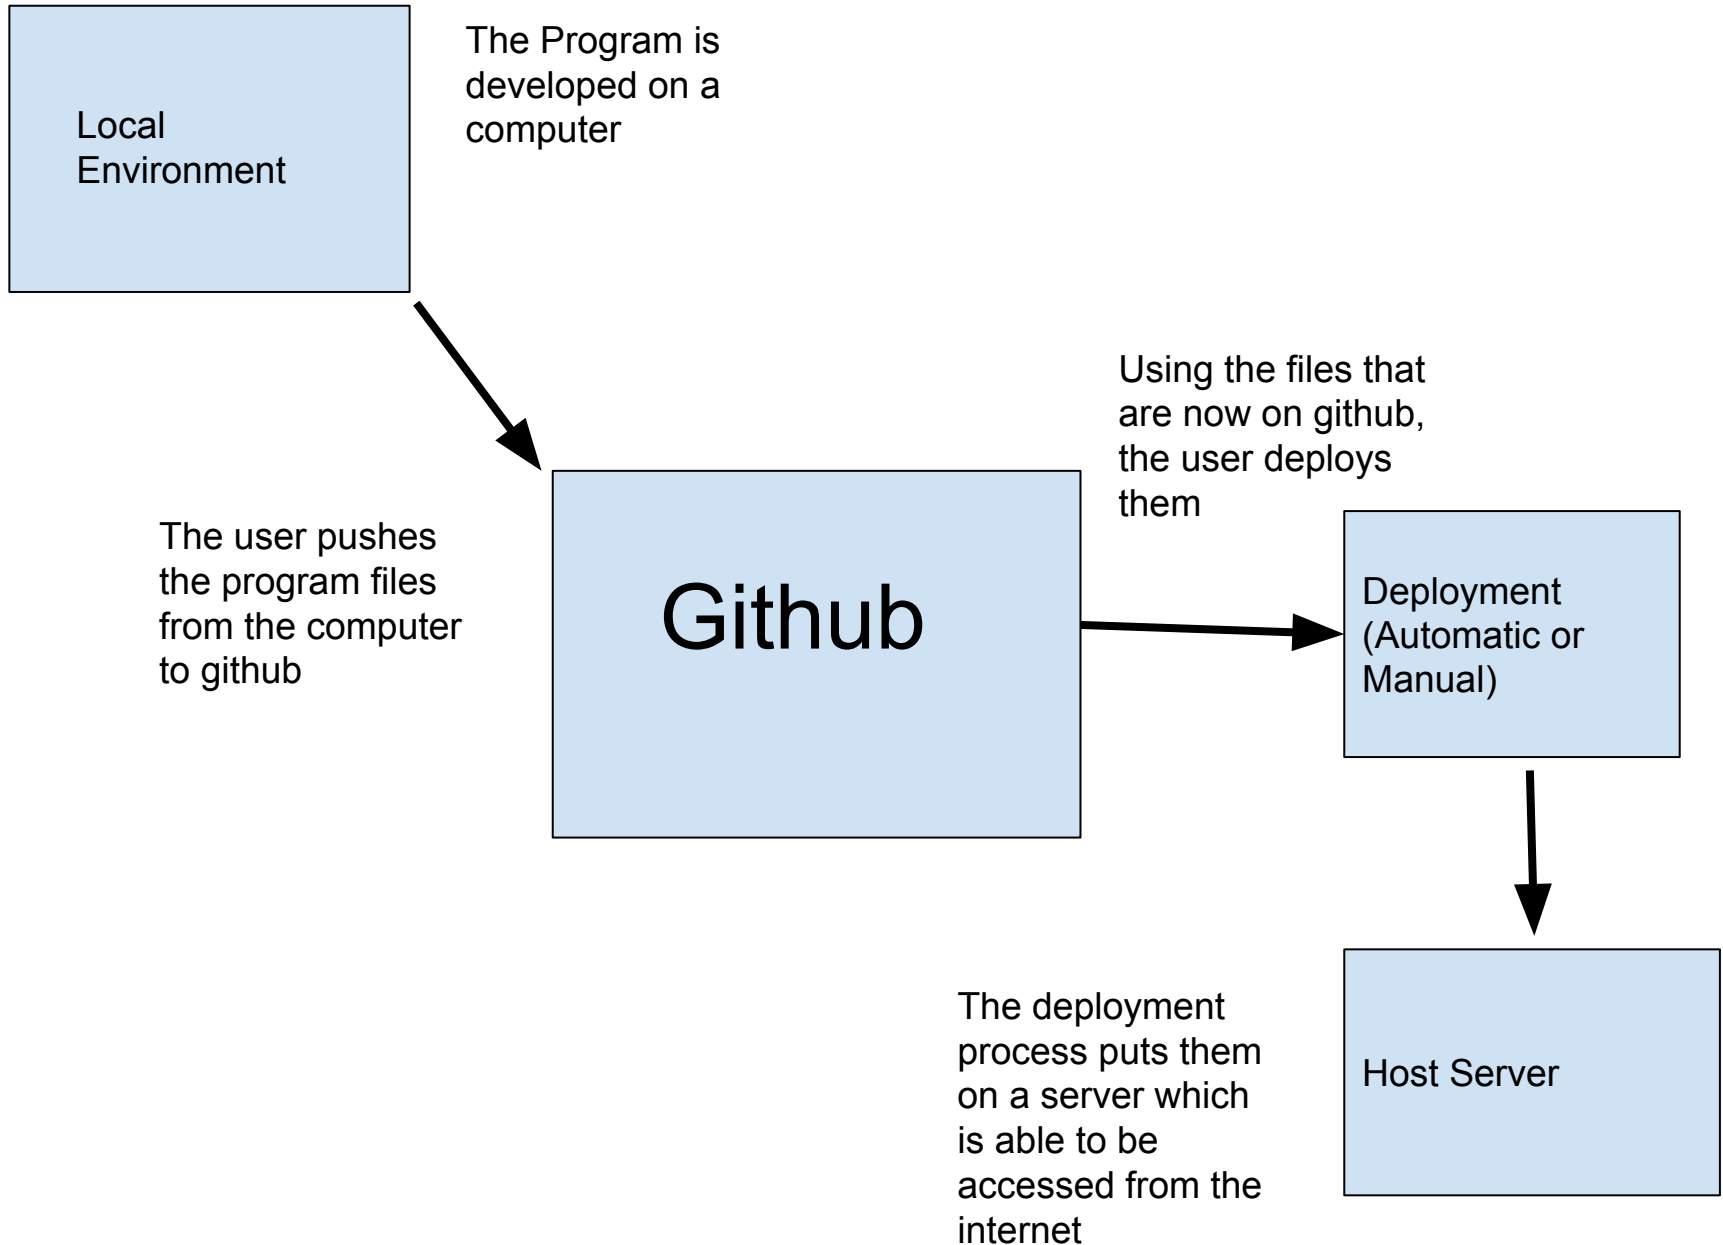 Local
Environment
The Program is
developed on a
computer
The user pushes
the program files
from the computer
to github
Github
Using the files that
are now on github,
the user deploys
them
Deployment
(Automatic or
Manual)
The deployment
process puts them
on a server which
is able to be
accessed from the
internet
Host Server